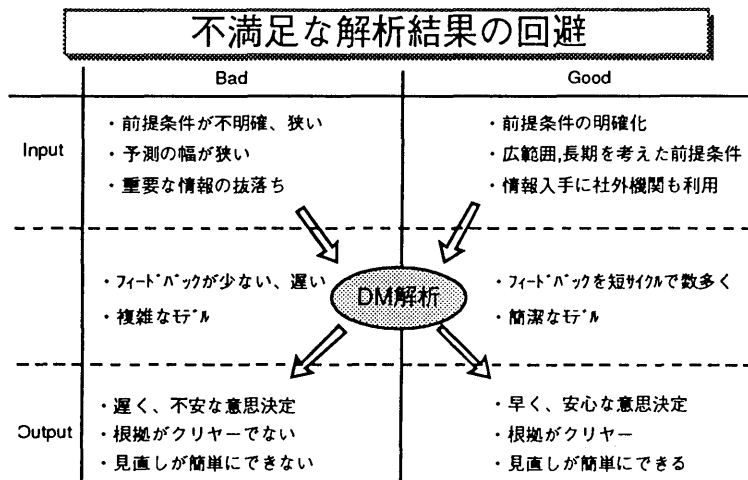 不満足な解析結果の回避
Bad
Good
Input
・前提条件が不明確、狭い
・予測の幅が狭い
・重要な情報の抜落ち
・前提条件の明確化
・広範囲,長期を考えた前提条件
・情報入手に社外機関も利用
・ﾌｨｰﾄﾞﾊﾞｯｸが少ない、遅い
・複雑なﾓﾃﾞﾙ
DM解析
・ﾌｨｰﾄﾞﾊﾞｯｸを短ｻｲｸﾙで数多く
・簡潔なﾓﾃﾞﾙ
Output
・遅く、不安な意思決定
・根拠がクリヤーでない
・見直しが簡単にできない
・早く、安心な意思決定
・根拠がクリヤー
・見直しが簡単にできる